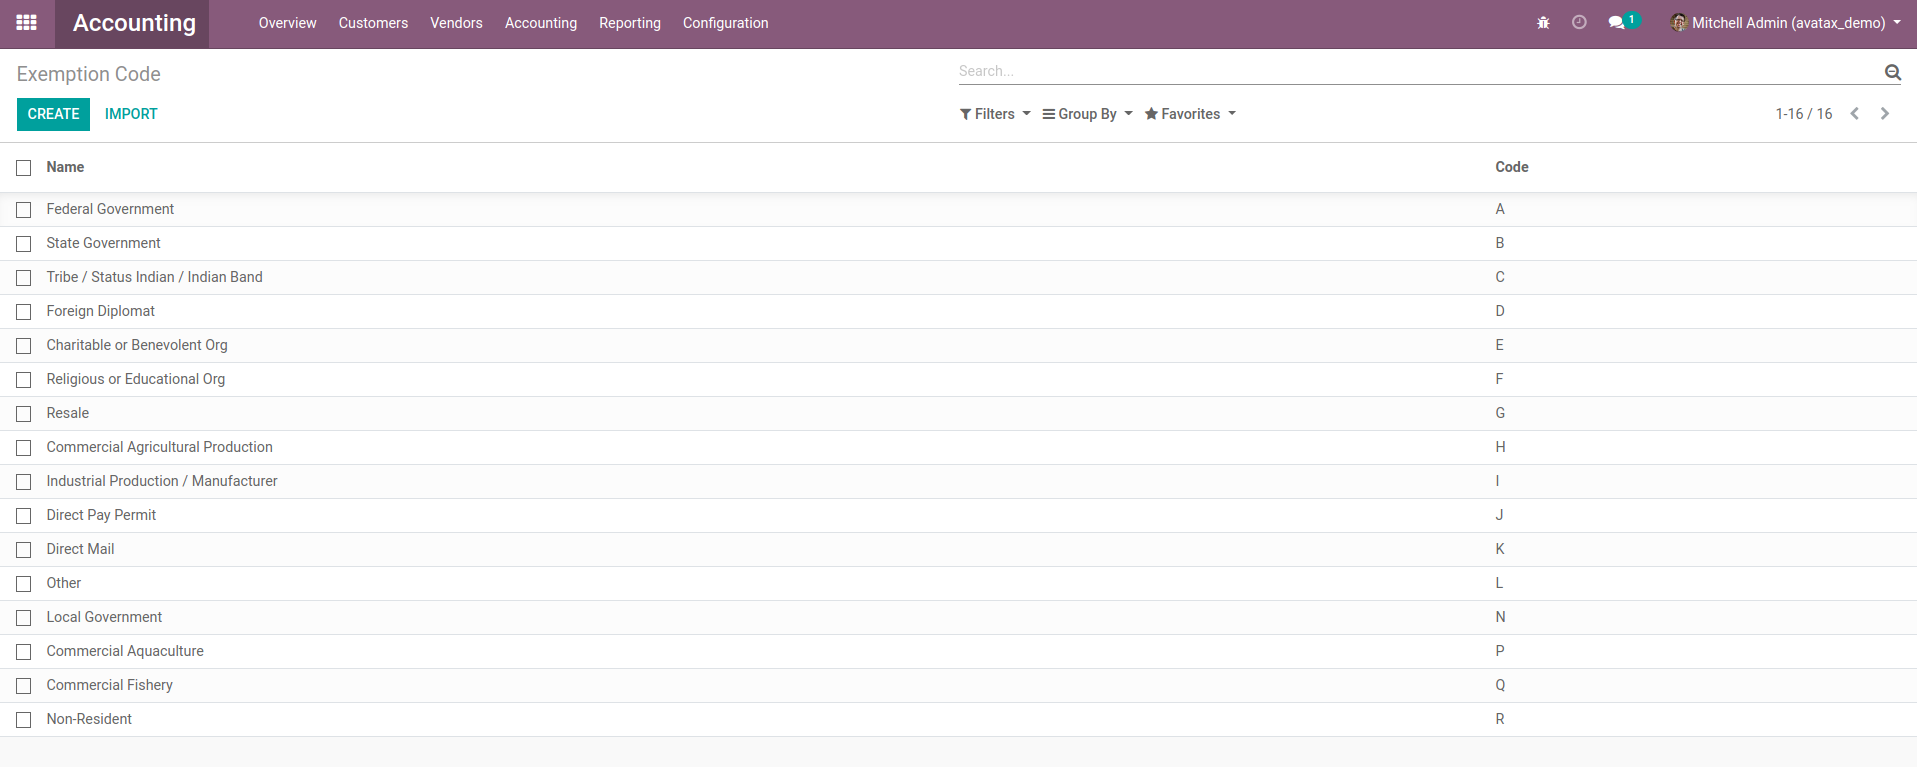 Accounting Overview Customers Vendors Accounting Reporting Configuration 1 Mitchell Admin (avatax_demo)
Exemption Code Search...
CREATE IMPORT Filters Group By Favorites 1-16 / 16
Name Code
Federal Government A
State Government B
Tribe / Status Indian / Indian Band C
Foreign Diplomat D
Charitable or Benevolent Org E
Religious or Educational Org F
Resale G
Commercial Agricultural Production H
Industrial Production / Manufacturer I
Direct Pay Permit J
Direct Mail K
Other L
Local Government N
Commercial Aquaculture P
Commercial Fishery Q
Non-Resident R